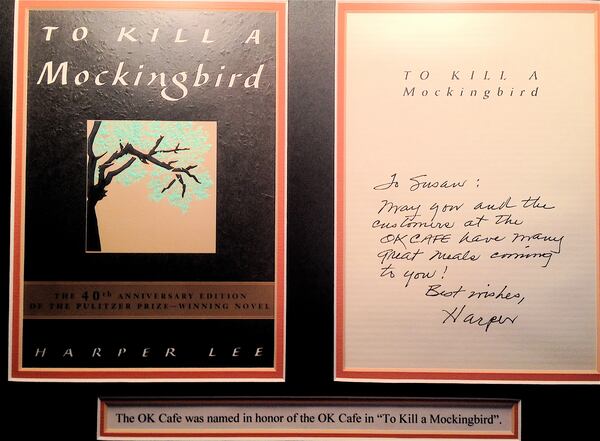 TO KILL A
Mockingbird
THE 40th ANNIVERSARY EDITION
OF THE PULITZER PRIZE—WINNING NOVEL
HARPER LEE
TO KILL A
Mockingbird
To Susan:
May you and the
customers at the
OK CAFE have many
great meals coming
to you!
Best wishes,
Harper
The OK Cafe was named in honor of the OK Cafe in “To Kill a Mockingbird”.